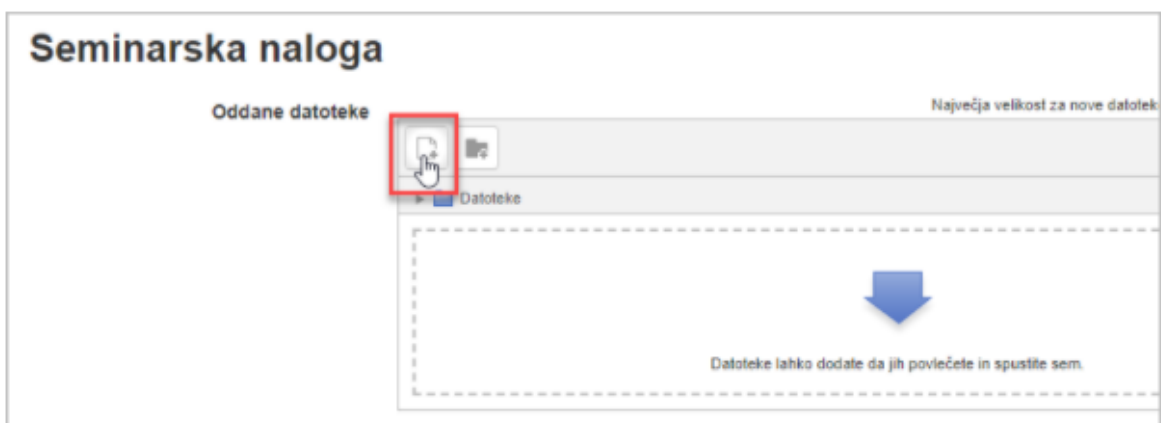 Seminarska naloga
Oddane datoteke
Največja velikost za nove datotek
Datoteke
Datoteke lahko dodate da jih povlečete in spustite sem.